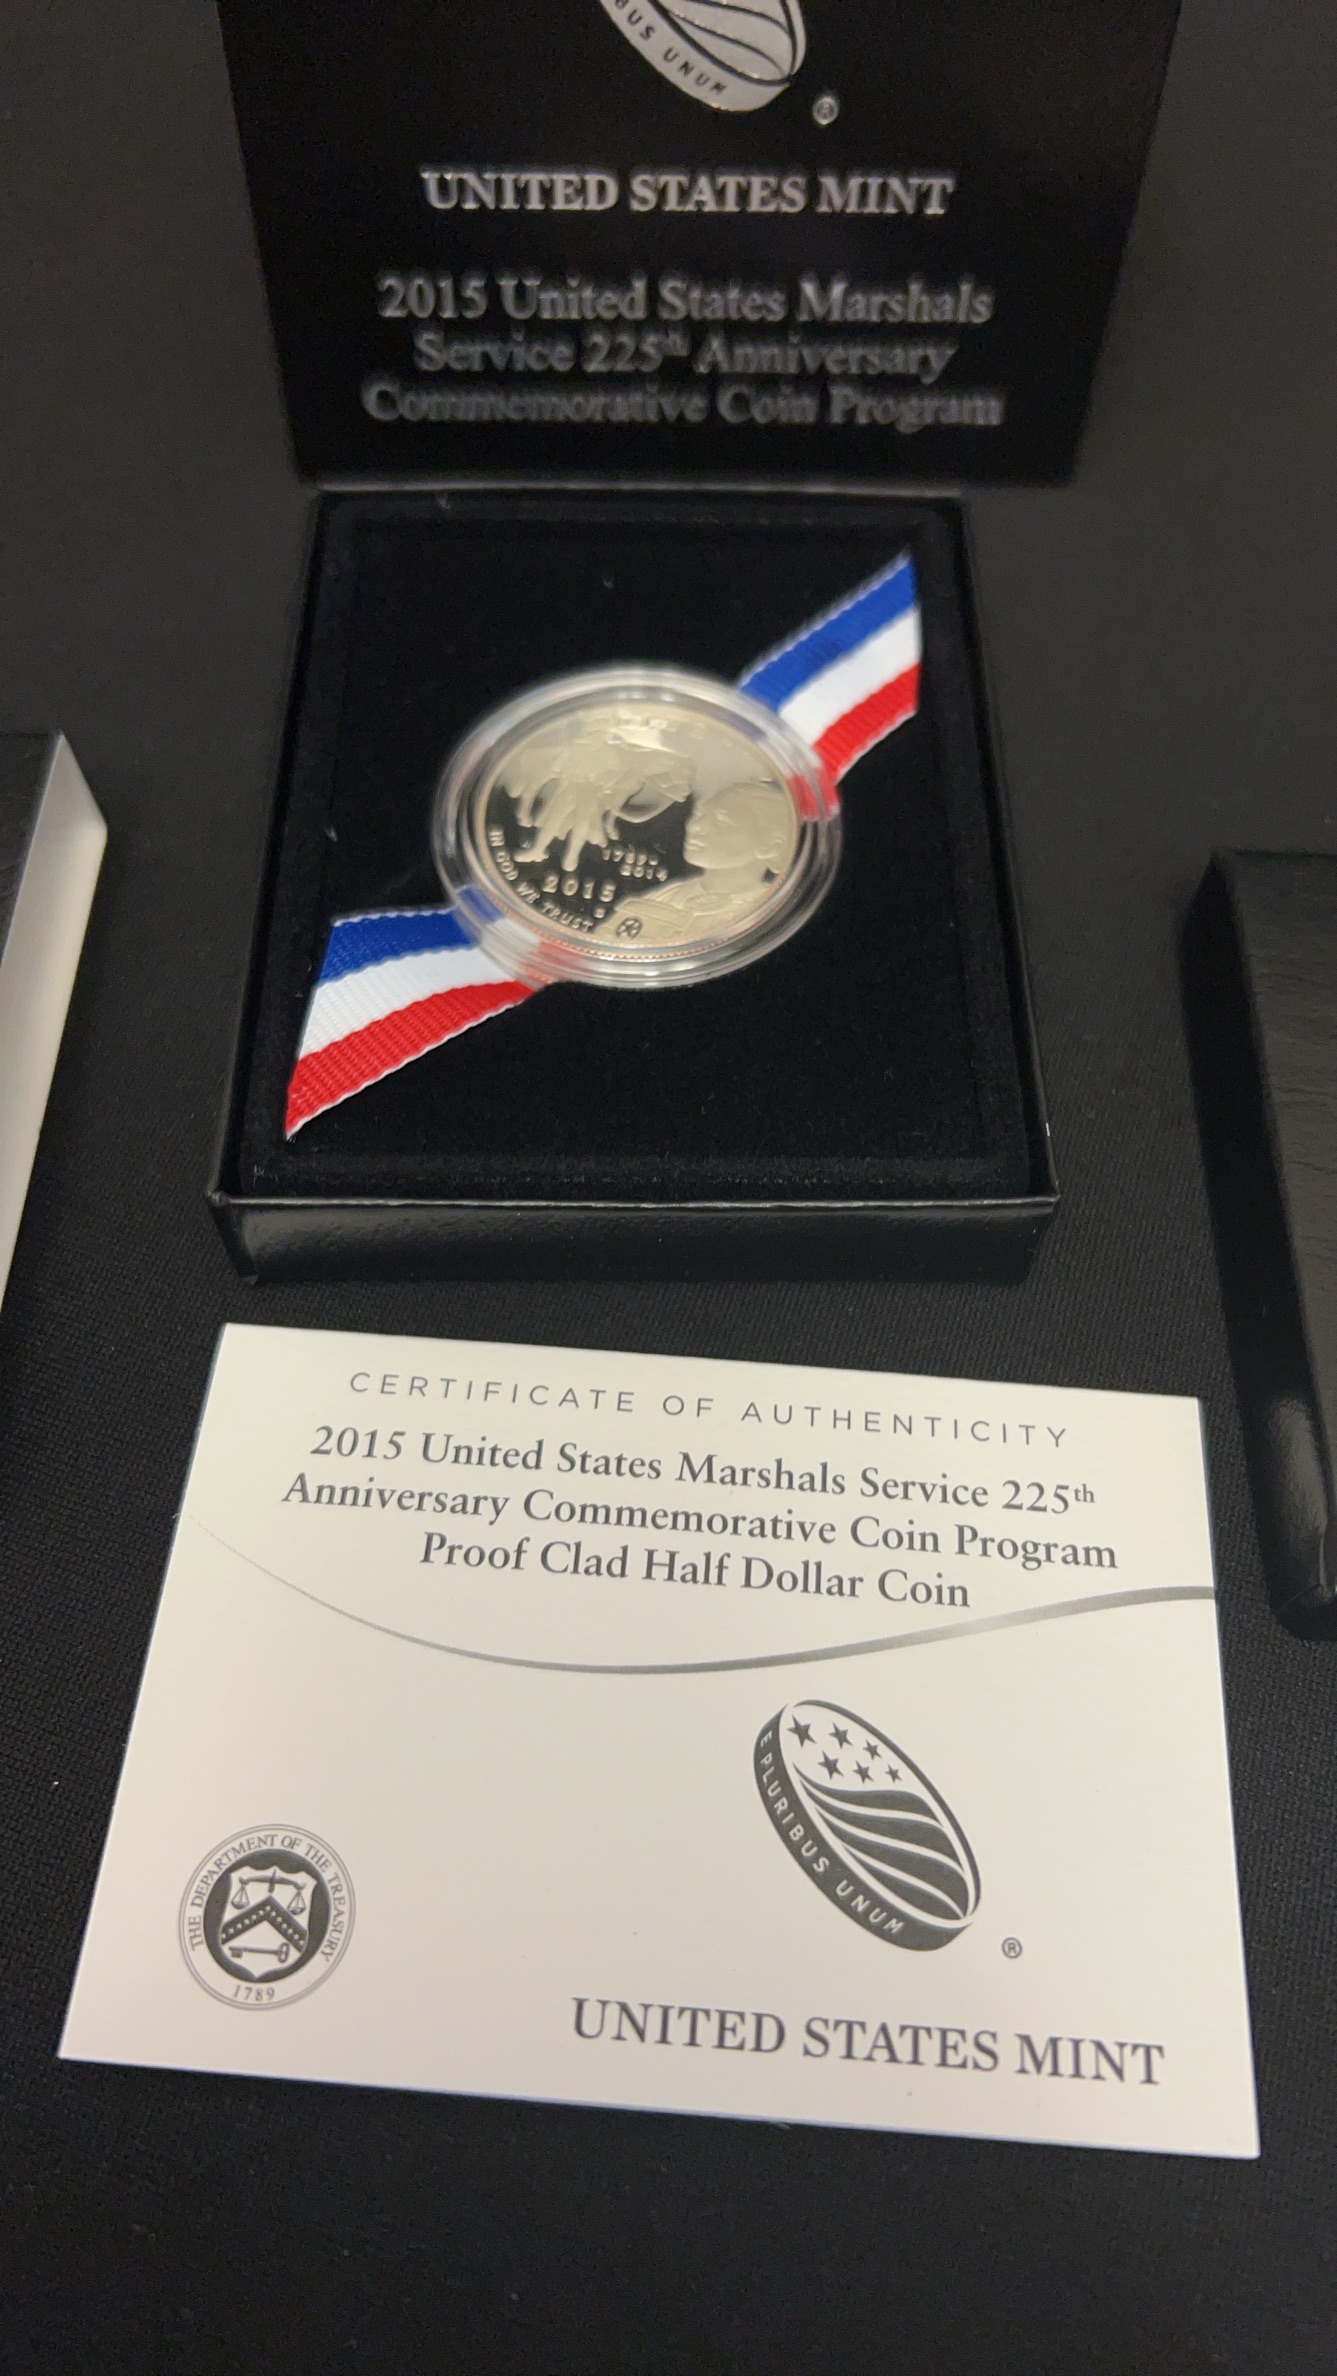 BUS UNUM
®
UNITED STATES MINT
2015 United States Marshals
Service 225th Anniversary
Commemorative Coin Program
1789-
2014
2015
S
IN GOD WE TRUST
CERTIFICATE OF AUTHENTICITY
2015 United States Marshals Service 225th
Anniversary Commemorative Coin Program
Proof Clad Half Dollar Coin
E PLURIBUS UNUM
®
THE DEPARTMENT OF THE TREASURY
1789
UNITED STATES MINT